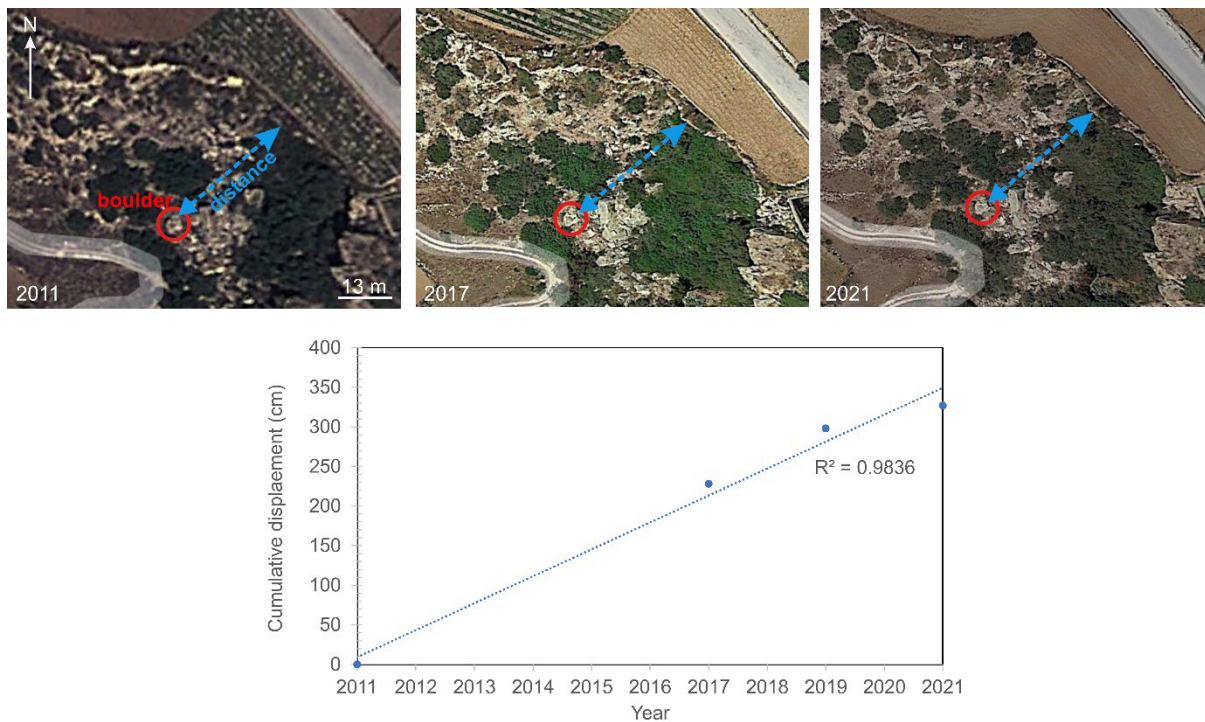 N
boulder
distance
2011
13 m
2017
2021
400
350
300
250
200
150
100
50
0
Cumulative displaement (cm)
R² = 0.9836
2011 2012 2013 2014 2015 2016 2017 2018 2019 2020 2021
Year